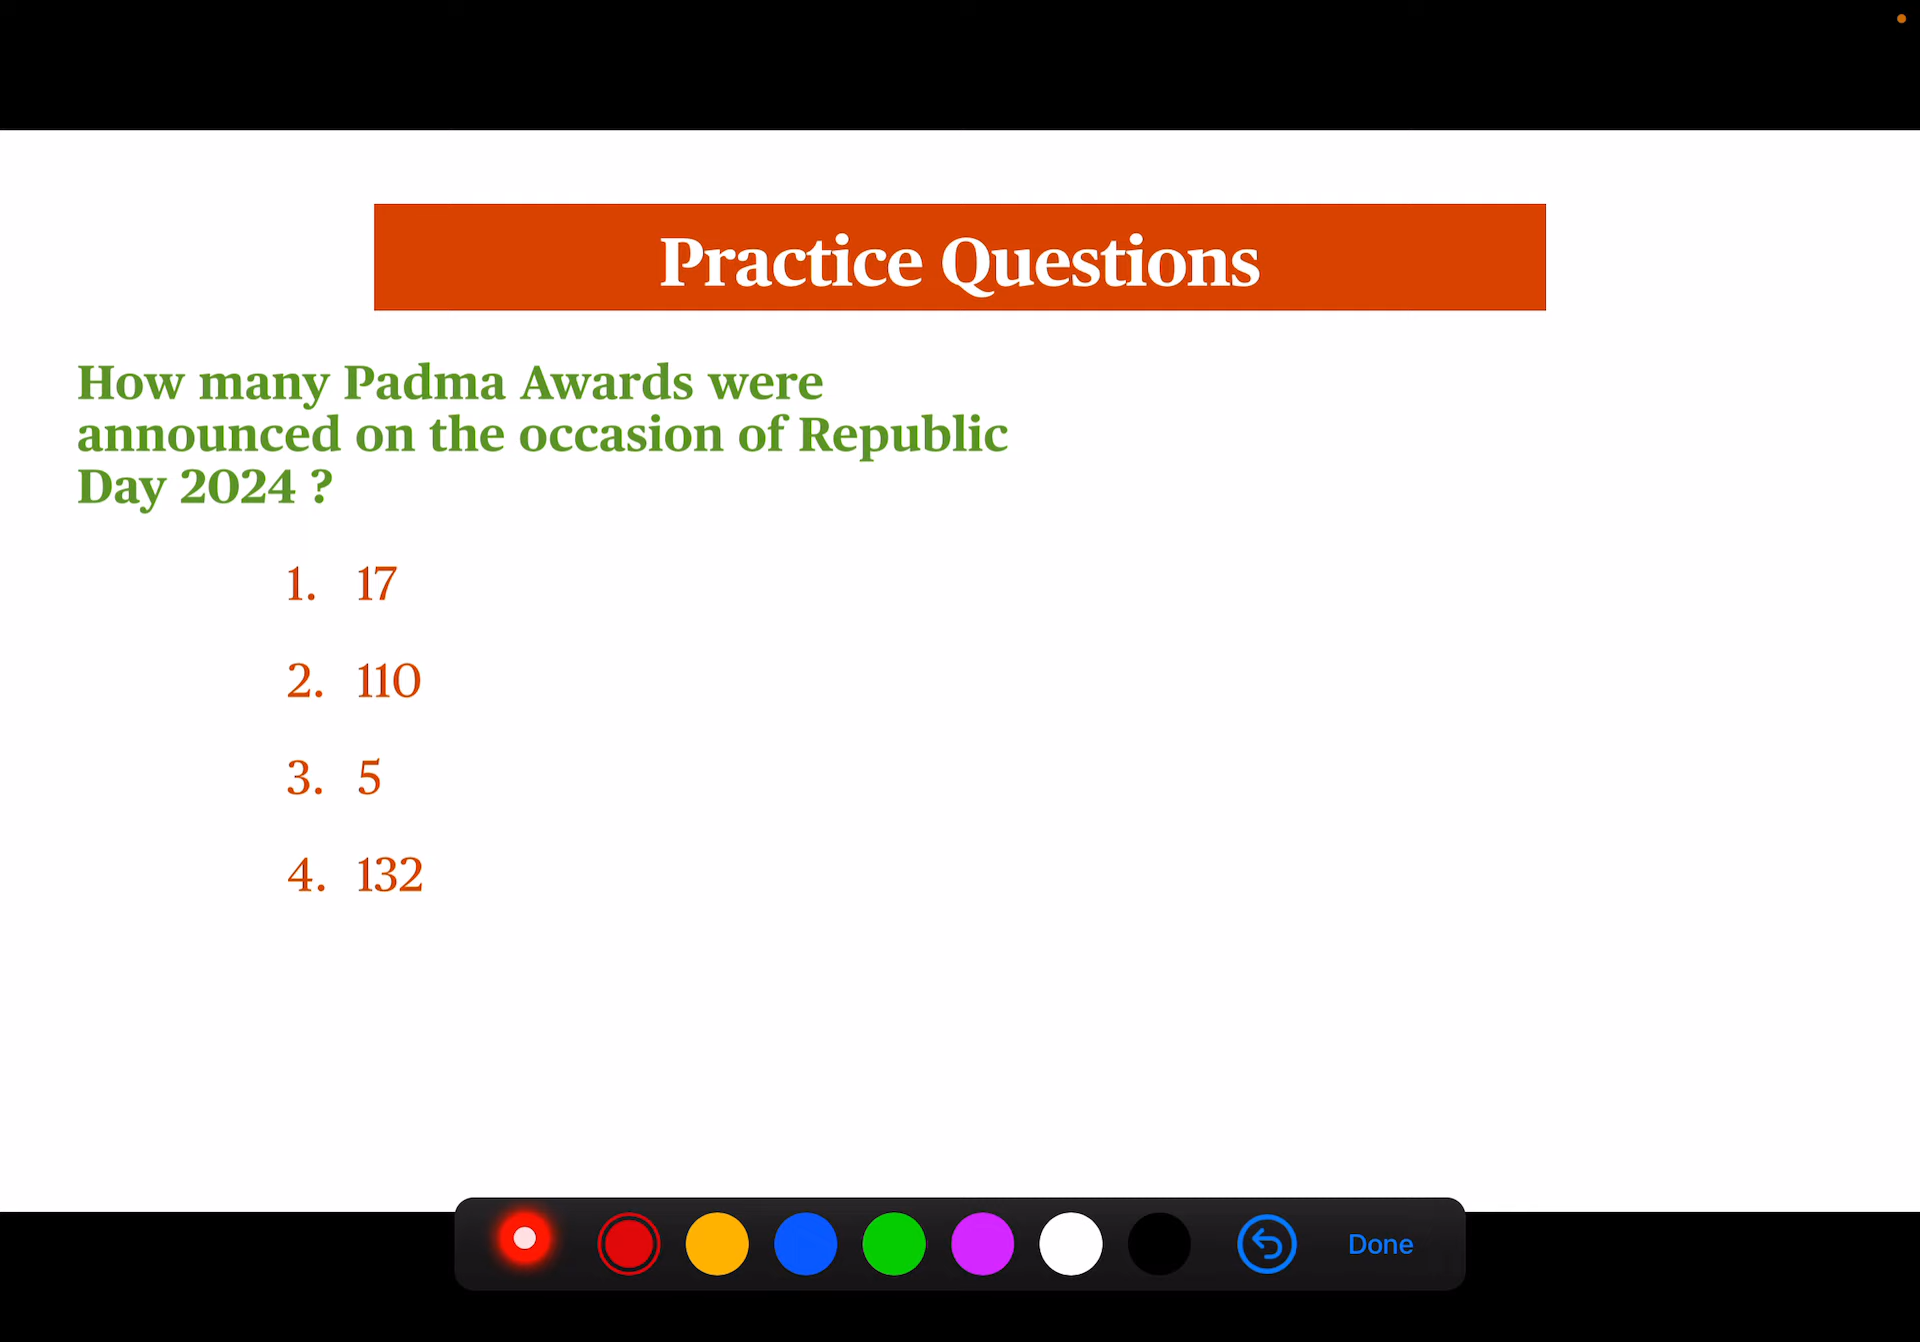 Practice Questions
How many Padma Awards were
announced on the occasion of Republic
Day 2024 ?
1. 17
2. 110
3. 5
4. 132
Done